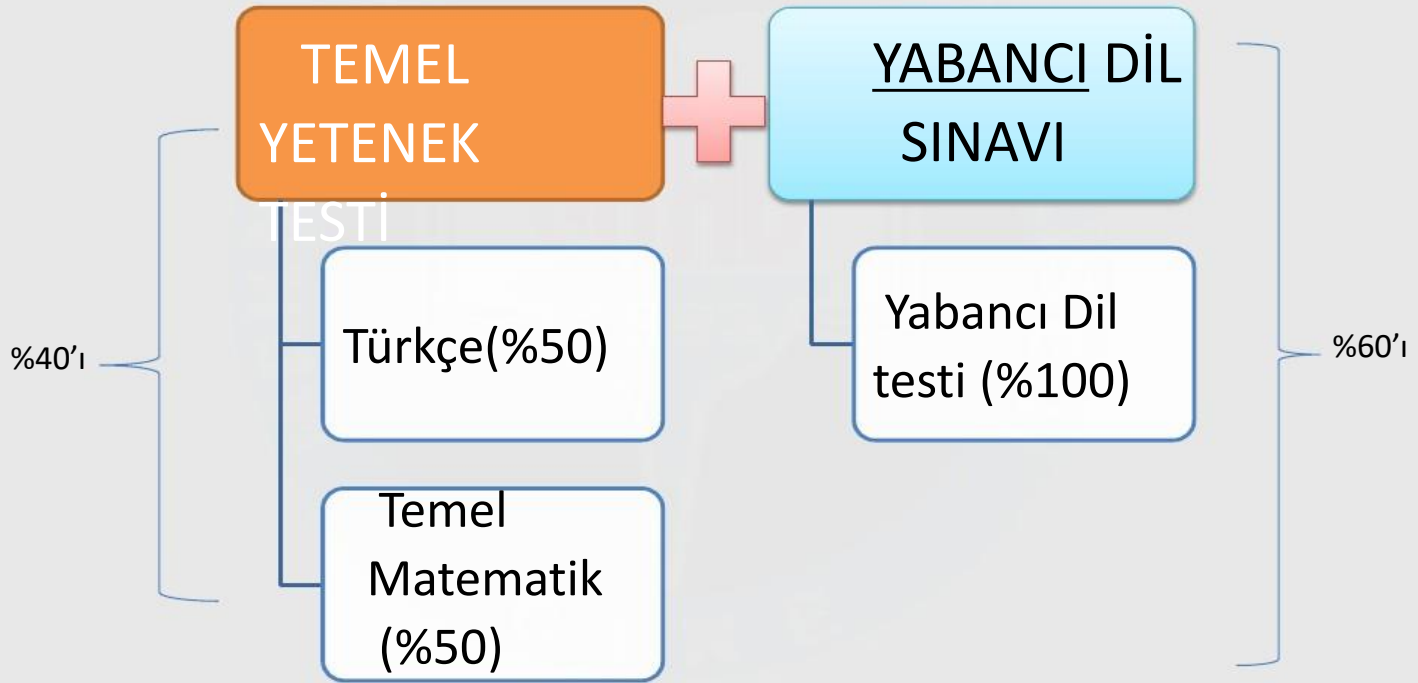 TEMEL
YETENEK
TESTİ
YABANCI DİL
SINAVI
%40’ı
Türkçe(%50)
Temel
Matematik
(%50)
Yabancı Dil
testi (%100)
%60’ı